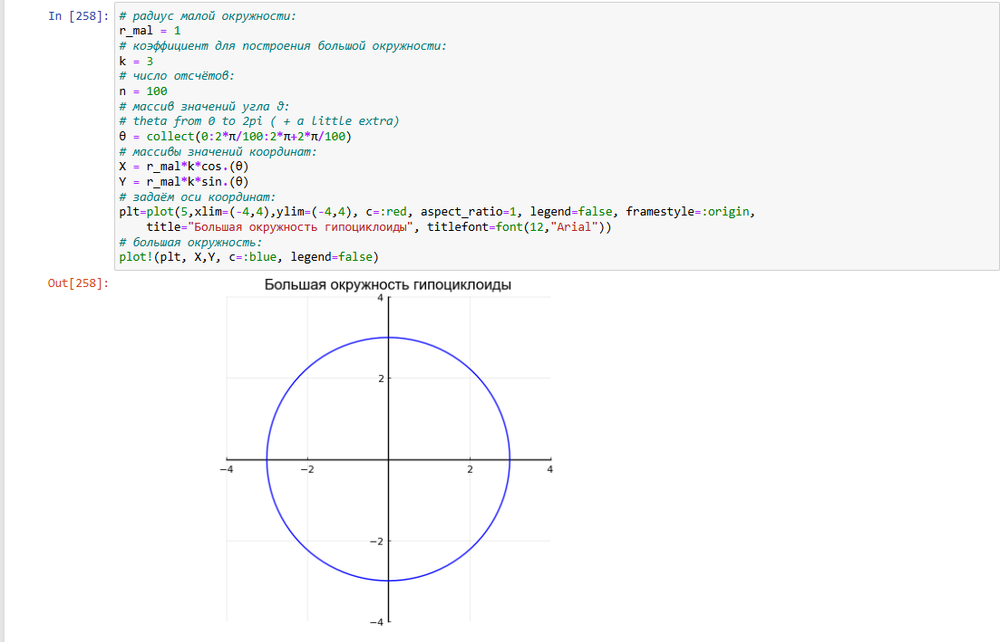 In [258]: # радиус малой окружности:
r_mal = 1
# коэффициент для построения большой окружности:
k = 3
# число отсчётов:
n = 100
# массив значений угла θ:
# theta from 0 to 2pi ( + a little extra)
θ = collect(0:2*π/100:2*π+2*π/100)
# массивы значений координат:
X = r_mal*k*cos.(θ)
Y = r_mal*k*sin.(θ)
# задаём оси координат:
plt=plot(5,xlim=(-4,4),ylim=(-4,4), c=:red, aspect_ratio=1, legend=false, framestyle=:origin,
title="Большая окружность гипоциклоиды", titlefont=font(12,"Arial"))
# большая окружность:
plot!(plt, X,Y, c=:blue, legend=false)
Out[258]:
Большая окружность гипоциклоиды
4
2
−4 −2 2 4
−2
−4